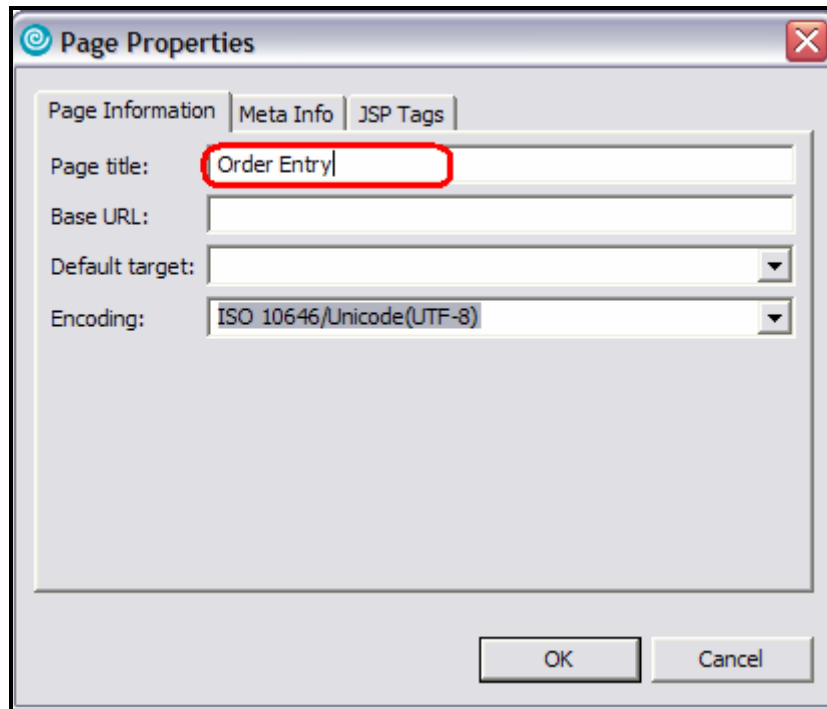 Page Properties
Page Information Meta Info JSP Tags
Page title: Order Entry
Base URL:
Default target:
Encoding: ISO 10646/Unicode(UTF-8)
OK Cancel